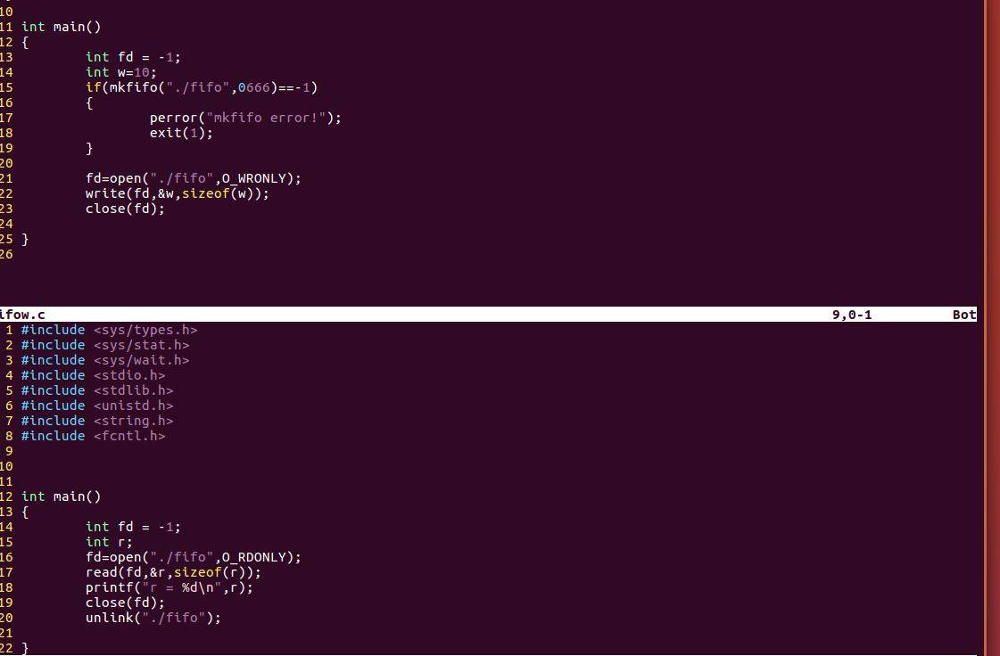 10
11 int main()
12 {
13         int fd = -1;
14         int w=10;
15         if(mkfifo("./fifo",0666)==-1)
16         {
17                 perror("mkfifo error!");
18                 exit(1);
19         }
20
21         fd=open("./fifo",O_WRONLY);
22         write(fd,&w,sizeof(w));
23         close(fd);
24
25 }
26
ifow.c 9,0-1 Bot
1 #include <sys/types.h>
2 #include <sys/stat.h>
3 #include <sys/wait.h>
4 #include <stdio.h>
5 #include <stdlib.h>
6 #include <unistd.h>
7 #include <string.h>
8 #include <fcntl.h>
9
10
11
12 int main()
13 {
14         int fd = -1;
15         int r;
16         fd=open("./fifo",O_RDONLY);
17         read(fd,&r,sizeof(r));
18         printf("r = %d\n",r);
19         close(fd);
20         unlink("./fifo");
21
22 }